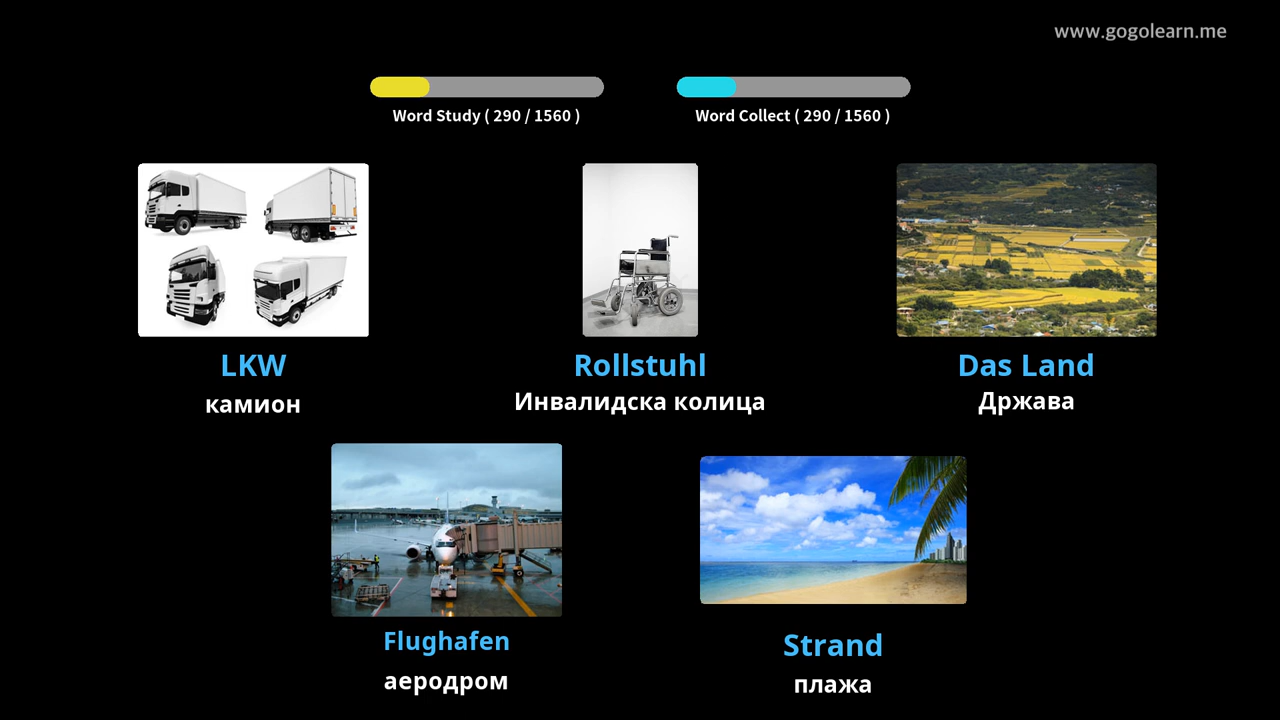 www.gogolearn.me
Word Study ( 290 / 1560 )
Word Collect ( 290 / 1560 )
LKW
камион
Rollstuhl
Инвалидска колица
Das Land
Држава
Flughafen
аеродром
Strand
плажа